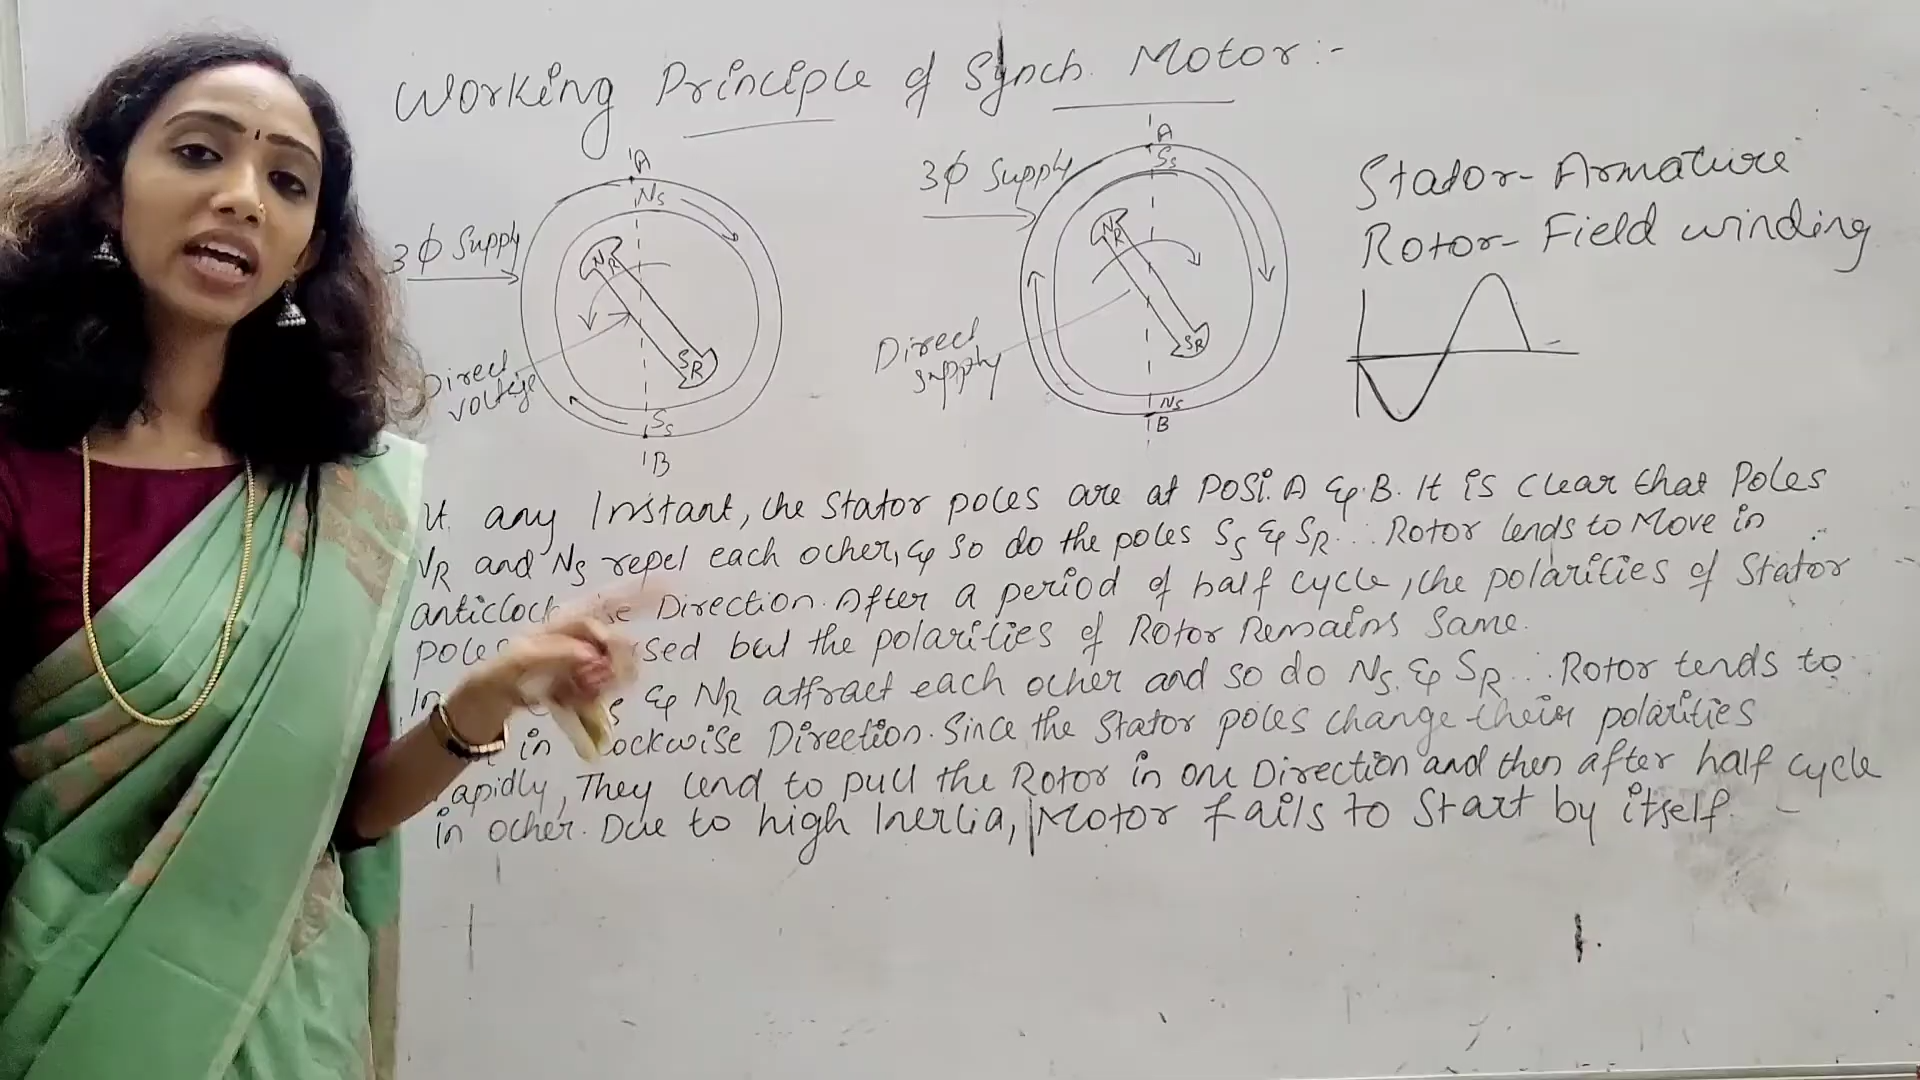 Working Principle of Synch. Motor:-
A
Ns
3ϕ Supply
NR
SR
Direct
voltage
Ss
B
A
Ss
3ϕ Supply
NR
Direct
supply
SR
Ns
B
Stator- Armature
Rotor- Field winding
any Instant, the Stator poles are at Posi. A & B. It is clear that Poles
NR and Ns repel each other, & so do the poles Ss & SR ∴ Rotor tends to Move in
Direction. After a period of half cycle, the polarities of Stator
but the polarities of Rotor Remains Same.
& NR attract each other and so do Ns & SR ∴ Rotor tends to
in Direction. Since the Stator poles change their polarities
rapidly, They tend to pull the Rotor in one Direction and then after half cycle
in other. Due to high Inertia, Motor fails to Start by itself.